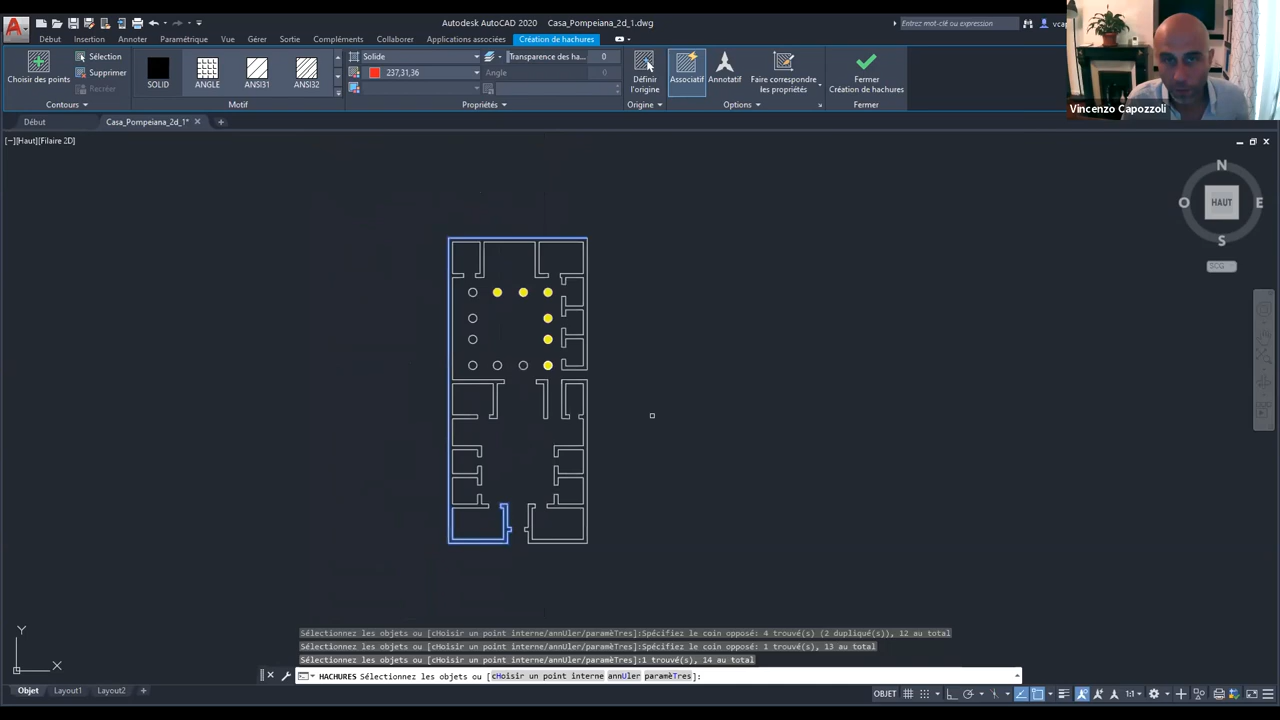 Autodesk AutoCAD 2020 Casa_Pompeiana_2d_1.dwg
Entrez mot-clé ou expression
vcap
Début Insertion Annoter Paramétrique Vue Gérer Sortie Compléments Collaborer Applications associées Création de hachures
Choisir des points
Sélection
Supprimer
Recréer
SOLID
ANGLE
ANSI31
ANSI32
Solide
237,31,36
Transparence des ha... 0
Angle 0
Définir
l'origine
Associatif
Annotatif
Faire correspondre
les propriétés
Fermer
Création de hachures
Contours Motif Propriétés Origine Options Fermer
Vincenzo Capozzoli
Début Casa_Pompeiana_2d_1*
[−][Haut][Filaire 2D]
N
O HAUT E
S
SCG
Y
X
Sélectionnez les objets ou [cHoisir un point interne/annUler/paramèTres]:Spécifiez le coin opposé: 4 trouvé(s) (2 dupliqué(s)), 12 au total
Sélectionnez les objets ou [cHoisir un point interne/annUler/paramèTres]:Spécifiez le coin opposé: 1 trouvé(s), 13 au total
Sélectionnez les objets ou [cHoisir un point interne/annUler/paramèTres]:1 trouvé(s), 14 au total
HACHURES Sélectionnez les objets ou [cHoisir un point interne annUler paramèTres]:
Objet Layout1 Layout2 +
OBJET 1:1